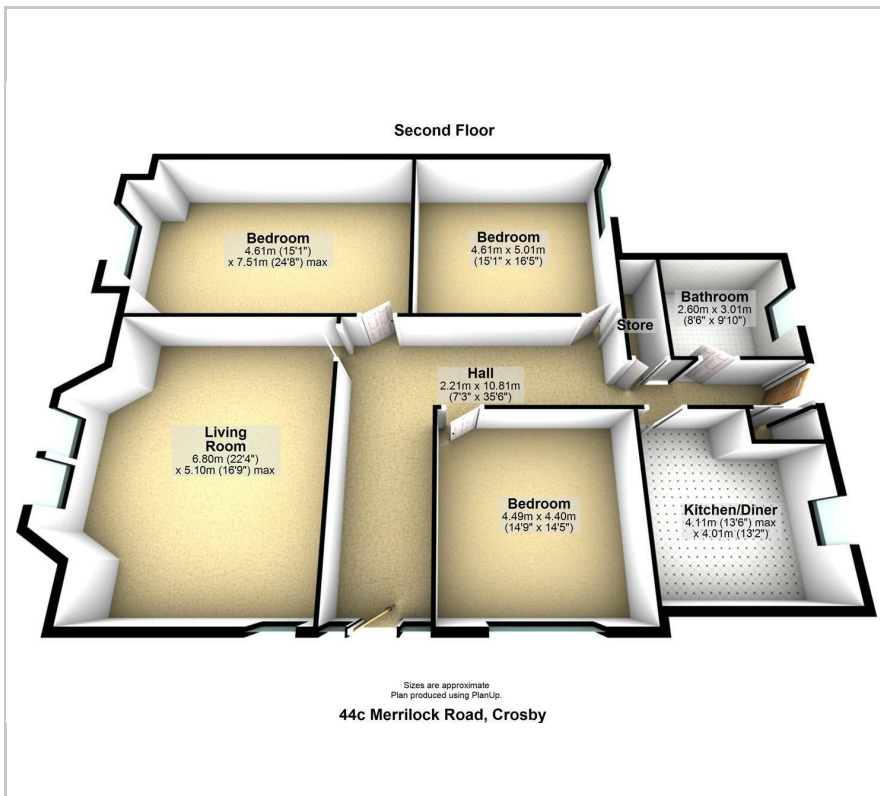 Second Floor
Bedroom
4.61m (15'1")
x 7.51m (24'8") max
Bedroom
4.61m x 5.01m
(15'1" x 16'5")
Bathroom
2.60m x 3.01m
(8'6" x 9'10")
Store
Hall
2.21m x 10.81m
(7'3" x 35'6")
Living
Room
6.80m (22'4")
x 5.10m (16'9") max
Bedroom
4.49m x 4.40m
(14'9" x 14'5")
Kitchen/Diner
4.11m (13'6") max
x 4.01m (13'2")
Sizes are approximate
Plan produced using PlanUp.
44c Merrilock Road, Crosby